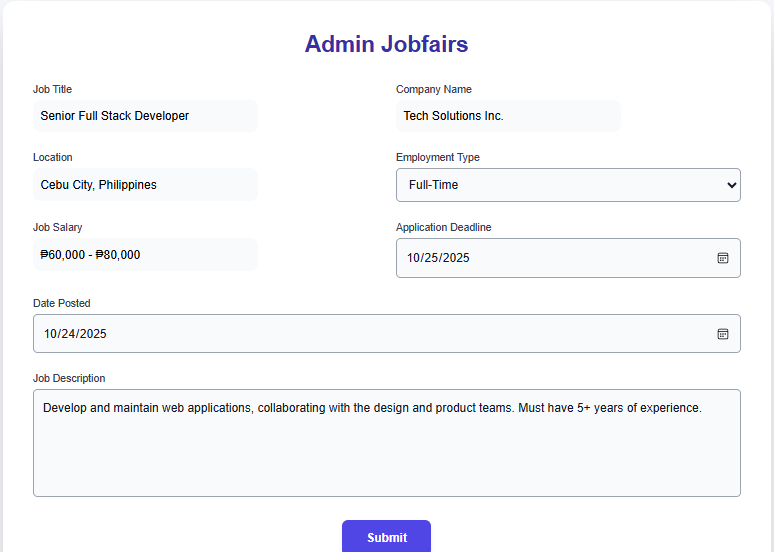 Admin Jobfairs
Job Title
Company Name
Senior Full Stack Developer
Tech Solutions Inc.
Location
Employment Type
Cebu City, Philippines
Full-Time
Job Salary
Application Deadline
₱60,000 - ₱80,000
10/25/2025
Date Posted
10/24/2025
Job Description
Develop and maintain web applications, collaborating with the design and product teams. Must have 5+ years of experience.
Submit